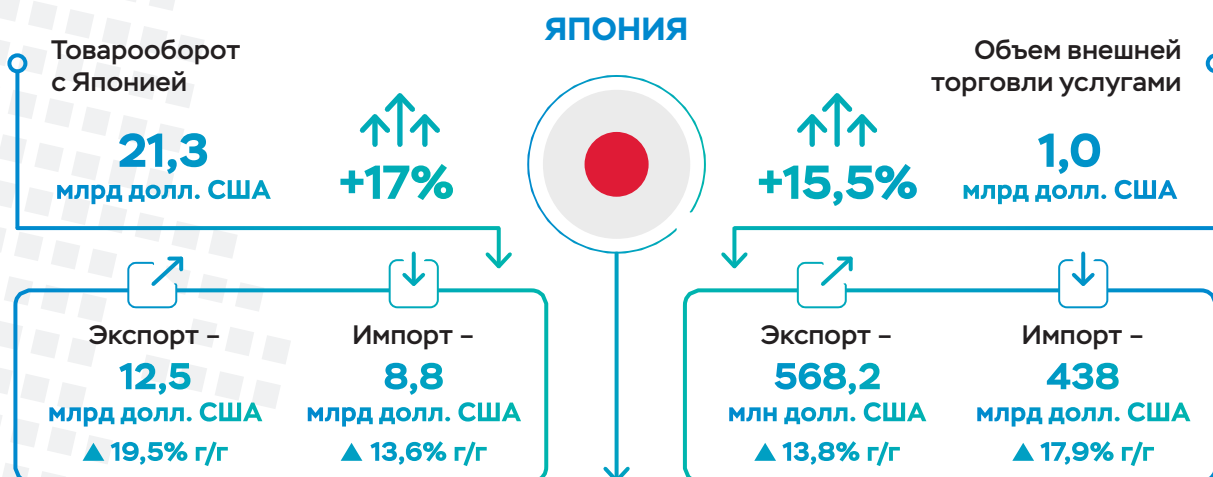 ЯПОНИЯ
Товарооборот
с Японией
21,3
млрд долл. США
+17%
Экспорт –
12,5
млрд долл. США
▲ 19,5% г/г
Импорт –
8,8
млрд долл. США
▲ 13,6% г/г
Объем внешней
торговли услугами
+15,5%
1,0
млрд долл. США
Экспорт –
568,2
млн долл. США
▲ 13,8% г/г
Импорт –
438
млрд долл. США
▲ 17,9% г/г